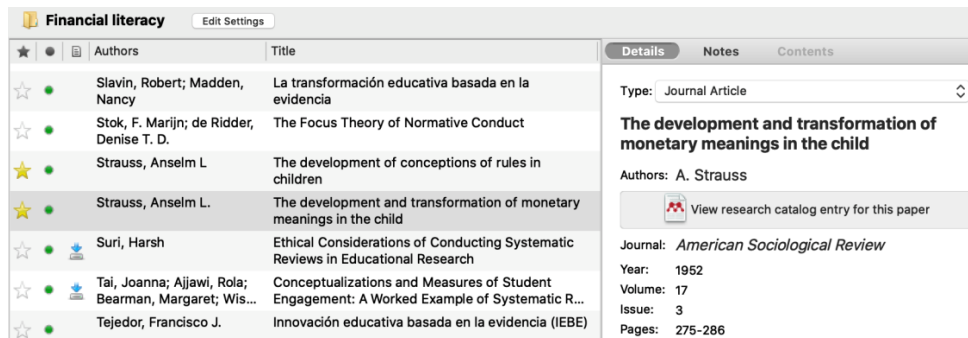 Financial literacy Edit Settings
Authors Title
Slavin, Robert; Madden, Nancy
La transformación educativa basada en la evidencia
Stok, F. Marijn; de Ridder, Denise T. D.
The Focus Theory of Normative Conduct
Strauss, Anselm L
The development of conceptions of rules in children
Strauss, Anselm L.
The development and transformation of monetary meanings in the child
Suri, Harsh
Ethical Considerations of Conducting Systematic Reviews in Educational Research
Tai, Joanna; Ajjawi, Rola; Bearman, Margaret; Wis...
Conceptualizations and Measures of Student Engagement: A Worked Example of Systematic R...
Tejedor, Francisco J.
Innovación educativa basada en la evidencia (IEBE)
Details Notes Contents
Type: Journal Article
The development and transformation of
monetary meanings in the child
Authors: A. Strauss
View research catalog entry for this paper
Journal: American Sociological Review
Year: 1952
Volume: 17
Issue: 3
Pages: 275-286